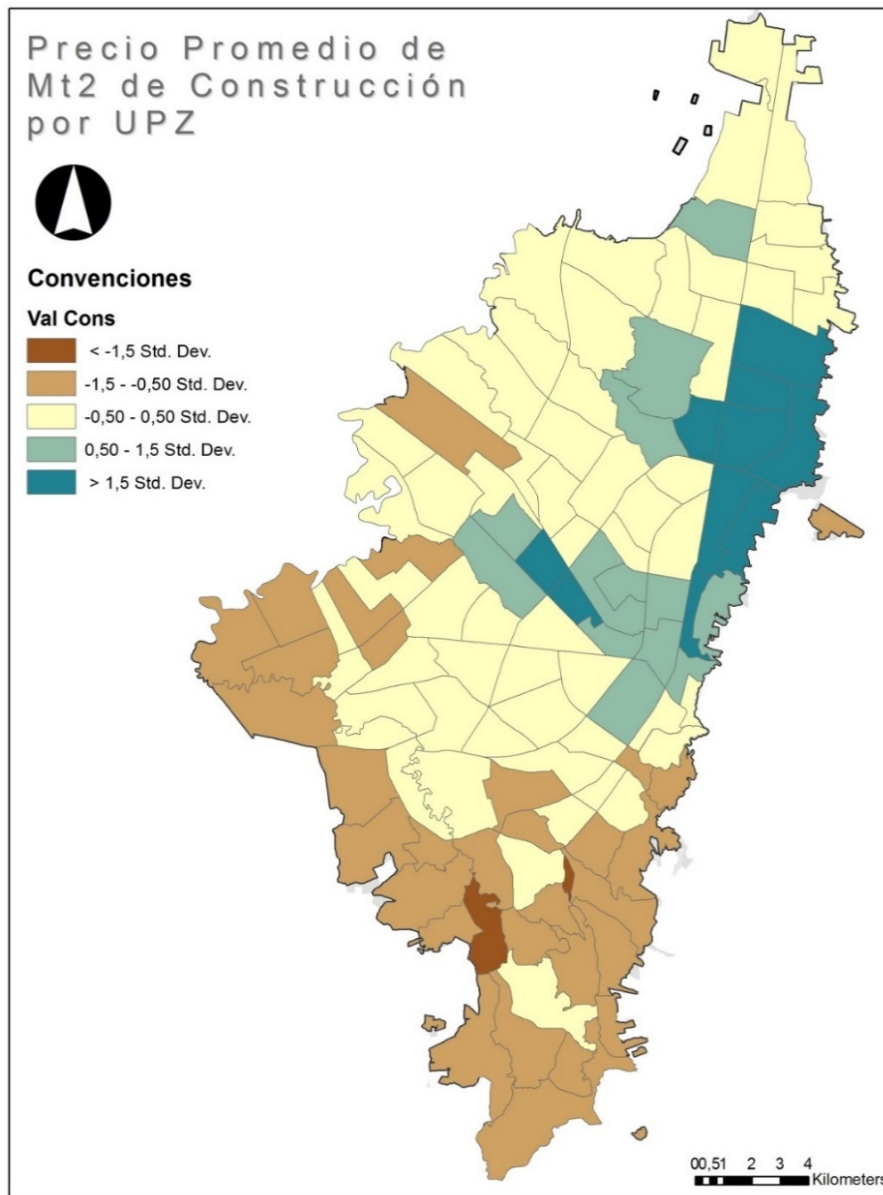 Precio Promedio de
Mt2 de Construcción
por UPZ
Convenciones
Val Cons
< -1,5 Std. Dev.
-1,5 - -0,50 Std. Dev.
-0,50 - 0,50 Std. Dev.
0,50 - 1,5 Std. Dev.
> 1,5 Std. Dev.
00,51 2 3 4
Kilometers